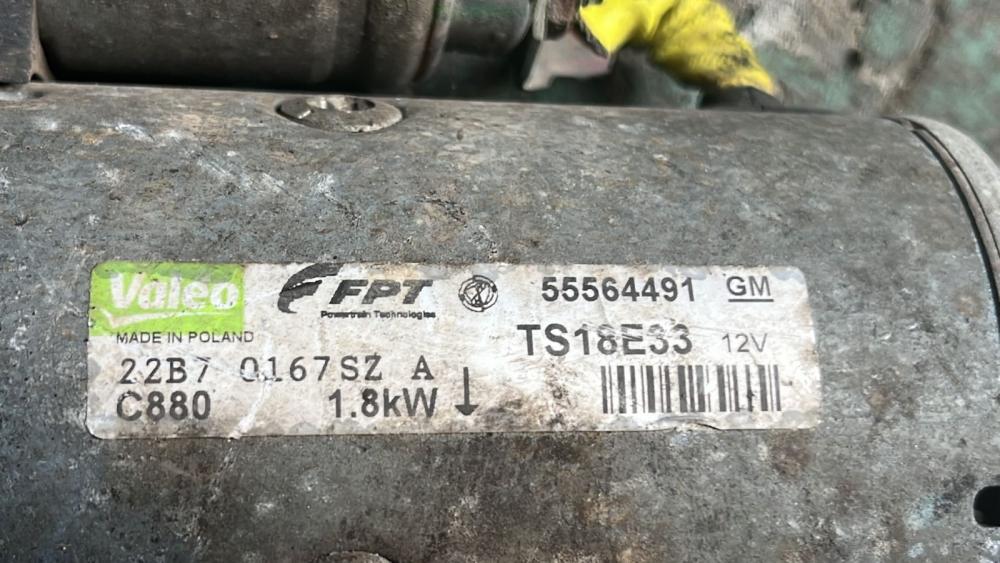 Valeo
FPT
Powertrain Technologies
55564491 GM
MADE IN POLAND
TS18E33 12V
22B7 0167SZ A
C880 1.8kW